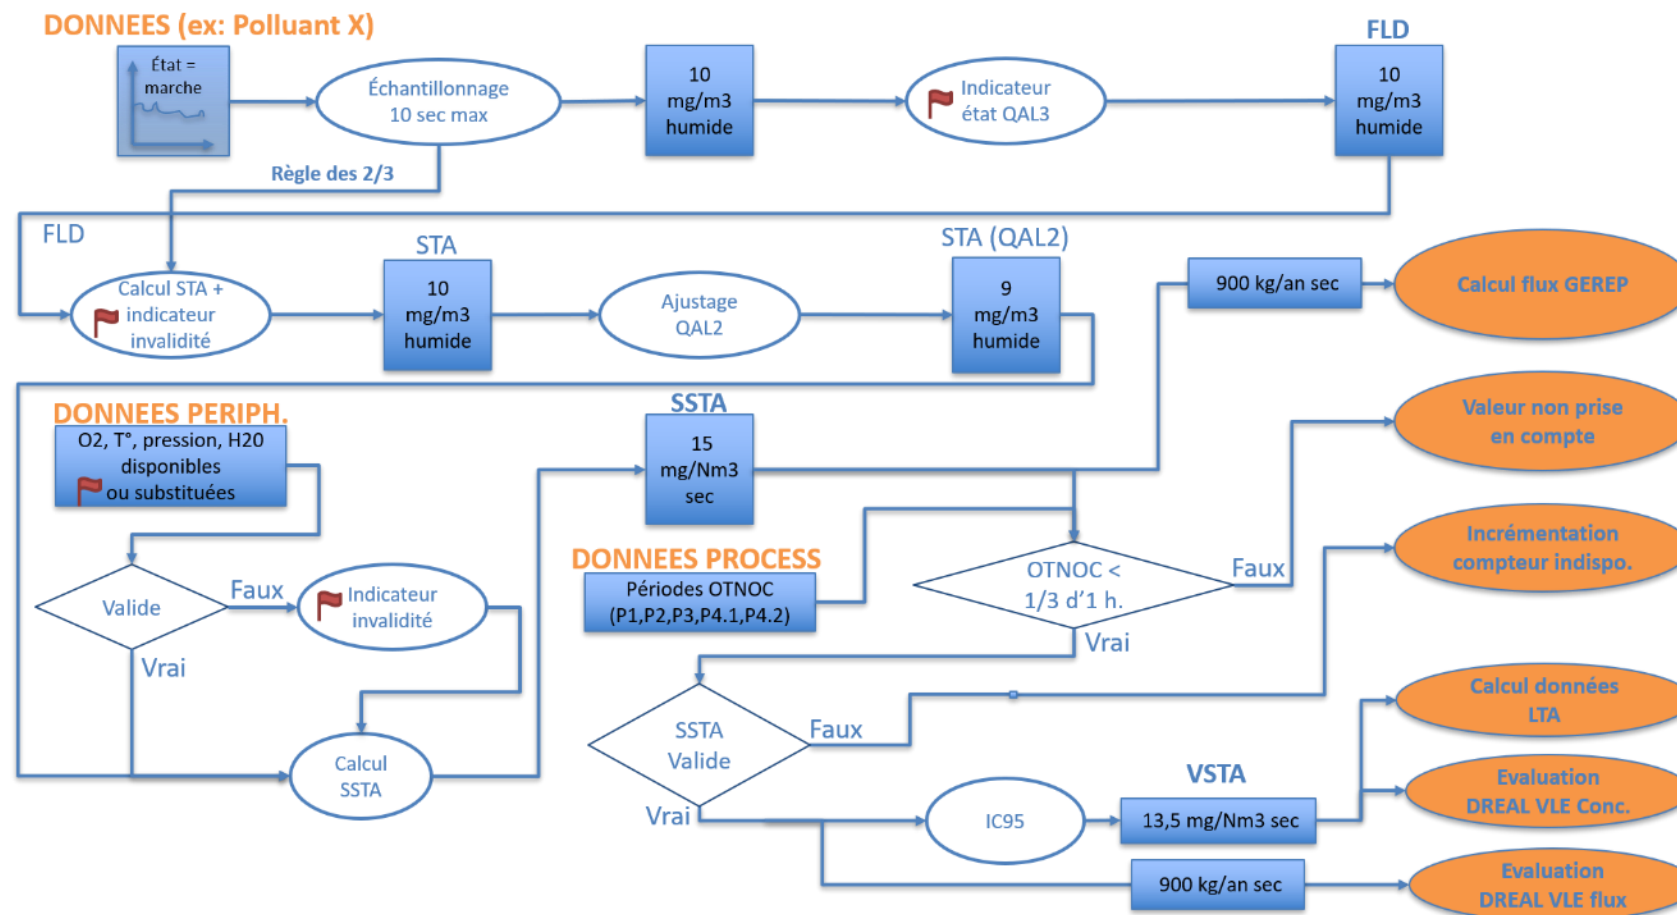 DONNEES (ex: Polluant X)
FLD
État =
marche
Échantillonnage
10 sec max
10
mg/m3
humide
Indicateur
état QAL3
10
mg/m3
humide
Règle des 2/3
FLD
STA
STA (QAL2)
Calcul STA +
indicateur
invalidité
10
mg/m3
humide
Ajustage
QAL2
9
mg/m3
humide
900 kg/an sec
Calcul flux GEREP
DONNEES PERIPH.
O2, T°, pression, H20
disponibles
ou substituées
SSTA
15
mg/Nm3
sec
Valeur non prise
en compte
Incrémentation
compteur indispo.
DONNEES PROCESS
Périodes OTNOC
(P1,P2,P3,P4.1,P4.2)
OTNOC <
1/3 d'1 h.
Faux
Vrai
Valide
Faux
Indicateur
invalidité
Vrai
Calcul
SSTA
SSTA
Valide
Faux
Vrai
IC95
VSTA
13,5 mg/Nm3 sec
Calcul données
LTA
Evaluation
DREAL VLE Conc.
900 kg/an sec
Evaluation
DREAL VLE flux